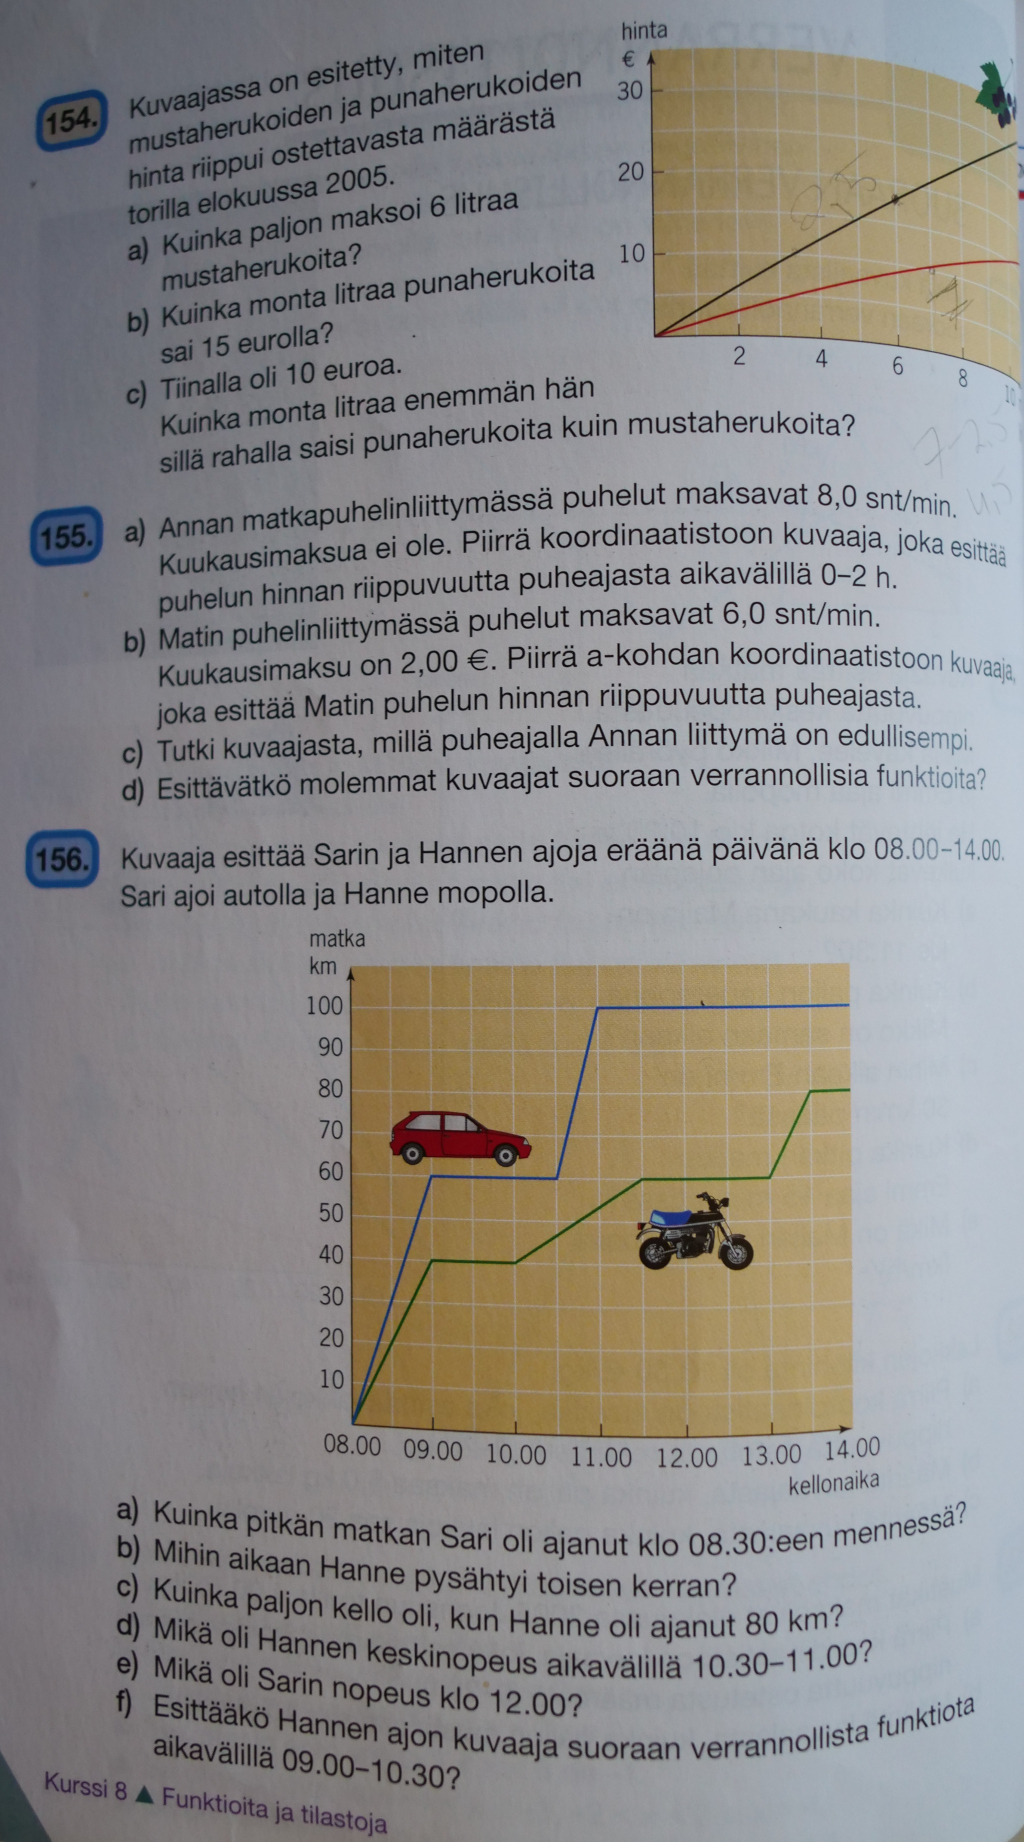 154.
Kuvaajassa on esitetty, miten
mustaherukoiden ja punaherukoiden
hinta riippui ostettavasta määrästä
torilla elokuussa 2005.
a) Kuinka paljon maksoi 6 litraa
mustaherukoita?
b) Kuinka monta litraa punaherukoita
sai 15 eurolla?
c) Tiinalla oli 10 euroa.
Kuinka monta litraa enemmän hän
sillä rahalla saisi punaherukoita kuin mustaherukoita?
hinta
€
30
20
10
2 4 6 8 10
155.
a) Annan matkapuhelinliittymässä puhelut maksavat 8,0 snt/min.
Kuukausimaksua ei ole. Piirrä koordinaatistoon kuvaaja, joka esittää
puhelun hinnan riippuvuutta puheajasta aikavälillä 0–2 h.
b) Matin puhelinliittymässä puhelut maksavat 6,0 snt/min.
Kuukausimaksu on 2,00 €. Piirrä a-kohdan koordinaatistoon kuvaaja,
joka esittää Matin puhelun hinnan riippuvuutta puheajasta.
c) Tutki kuvaajasta, millä puheajalla Annan liittymä on edullisempi.
d) Esittävätkö molemmat kuvaajat suoraan verrannollisia funktioita?
156.
Kuvaaja esittää Sarin ja Hannen ajoja eräänä päivänä klo 08.00–14.00.
Sari ajoi autolla ja Hanne mopolla.
matka
km
100
90
80
70
60
50
40
30
20
10
08.00 09.00 10.00 11.00 12.00 13.00 14.00
kellonaika
a) Kuinka pitkän matkan Sari oli ajanut klo 08.30:een mennessä?
b) Mihin aikaan Hanne pysähtyi toisen kerran?
c) Kuinka paljon kello oli, kun Hanne oli ajanut 80 km?
d) Mikä oli Hannen keskinopeus aikavälillä 10.30–11.00?
e) Mikä oli Sarin nopeus klo 12.00?
f) Esittääkö Hannen ajon kuvaaja suoraan verrannollista funktiota
aikavälillä 09.00–10.30?
Kurssi 8 ▲ Funktioita ja tilastoja